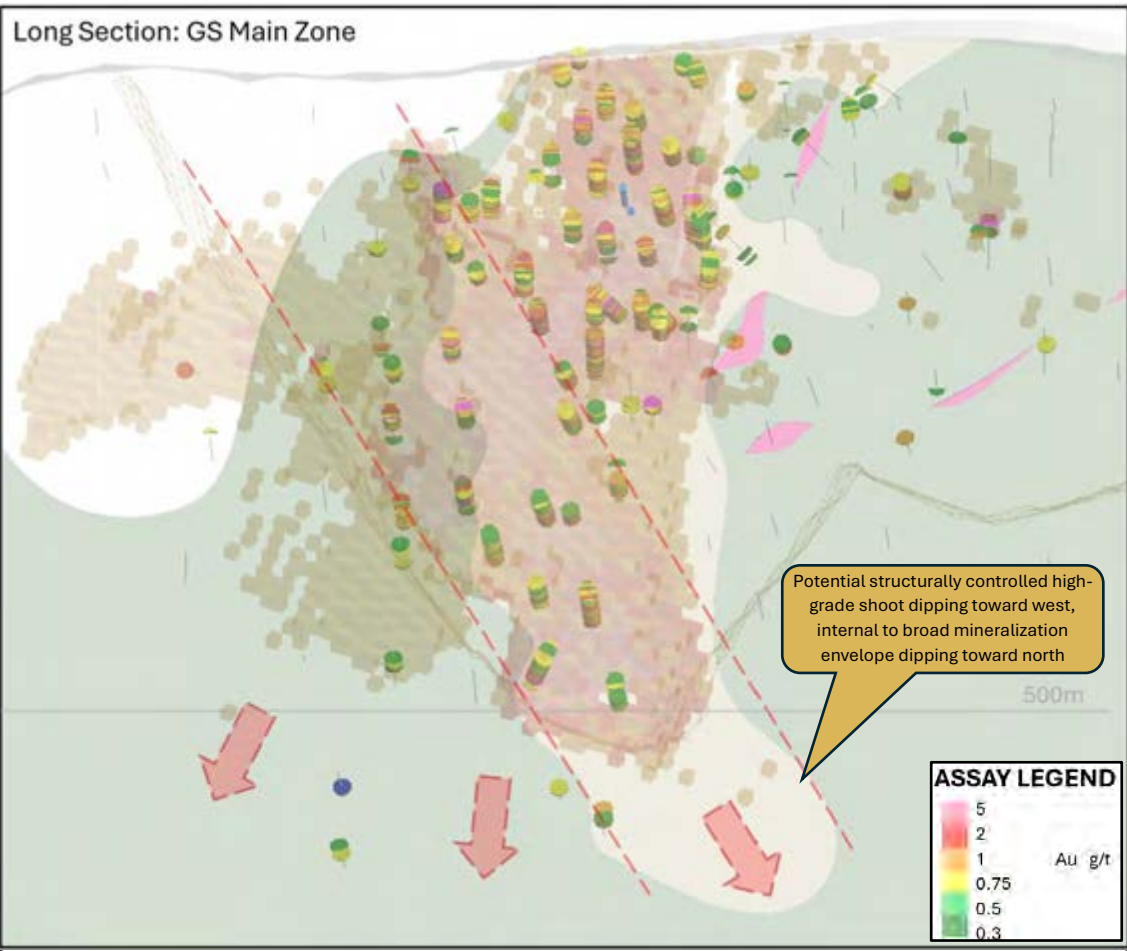 Long Section: GS Main Zone
Potential structurally controlled high-
grade shoot dipping toward west,
internal to broad mineralization
envelope dipping toward north
500m
ASSAY LEGEND
5
2
1
Au g/t
0.75
0.5
0.3